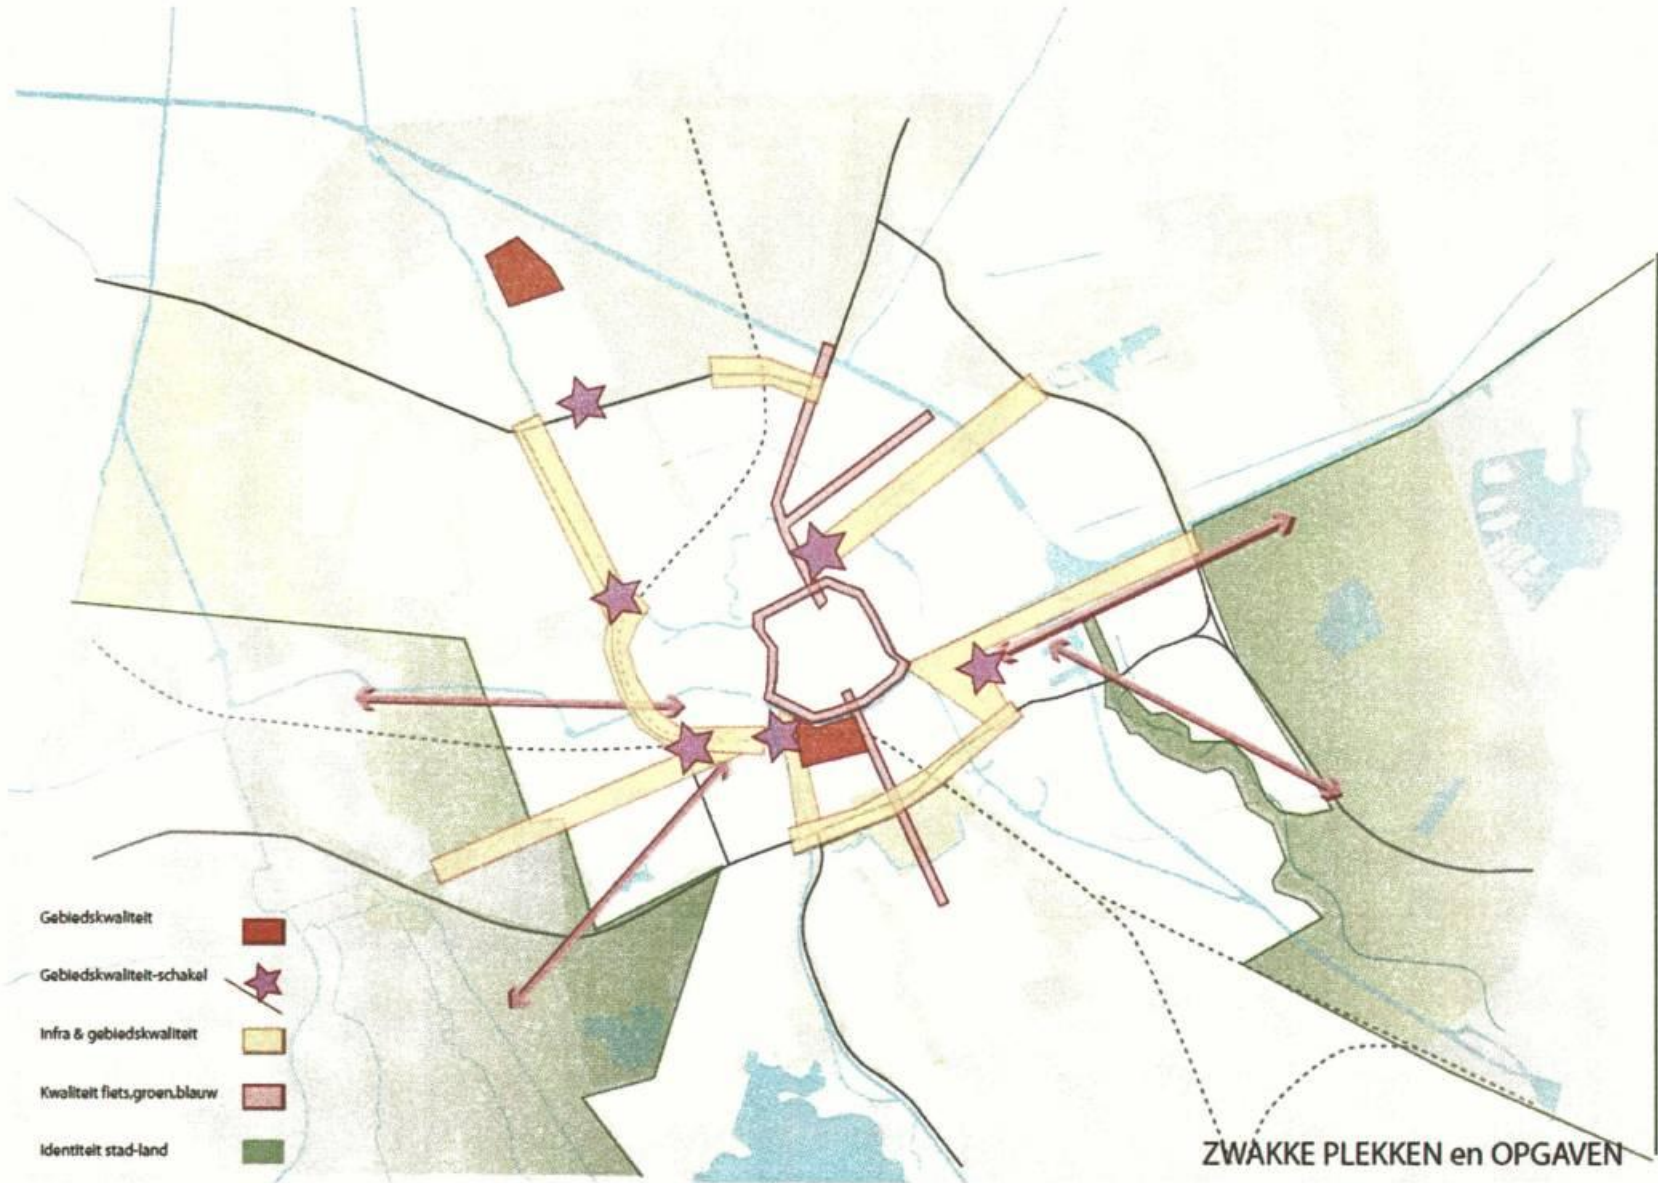 Gebiedskwaliteit
Gebiedskwaliteit-schakel
Infra & gebiedskwaliteit
Kwaliteit fiets,groen,blauw
Identiteit stad-land
ZWAKKE PLEKKEN en OPGAVEN